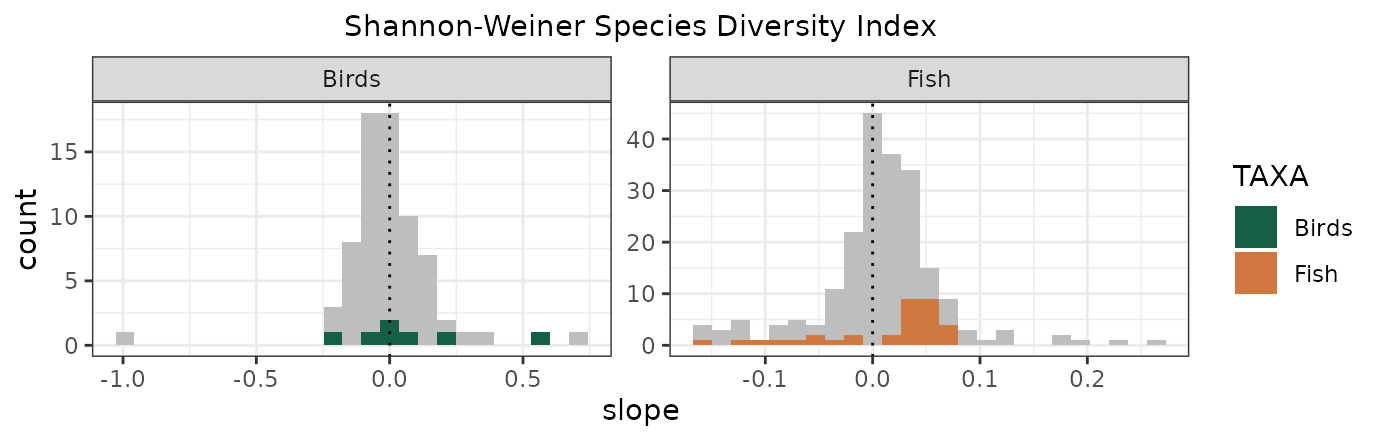 Shannon-Weiner Species Diversity Index
Birds
Fish
count
15
10
5
0
-1.0
-0.5
0.0
0.5
40
30
20
10
0
-0.1
0.0
0.1
0.2
slope
TAXA
Birds
Fish